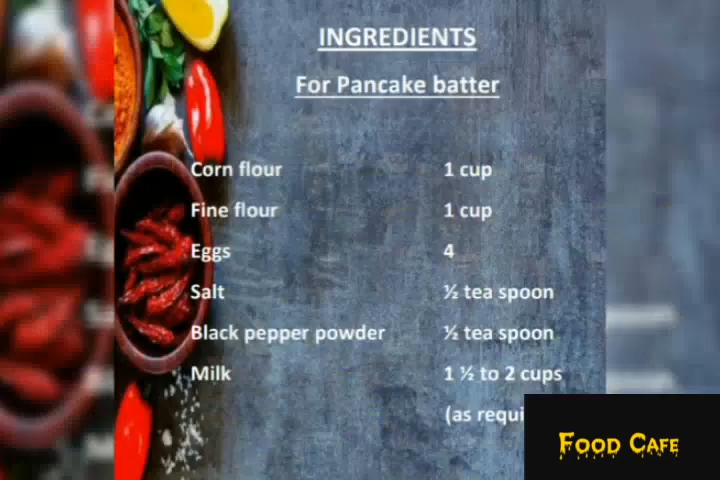 INGREDIENTS
For Pancake batter
Corn flour 1 cup
Fine flour 1 cup
Eggs 4
Salt ½ tea spoon
Black pepper powder ½ tea spoon
Milk 1 ½ to 2 cups
(as
FOOD CAFE